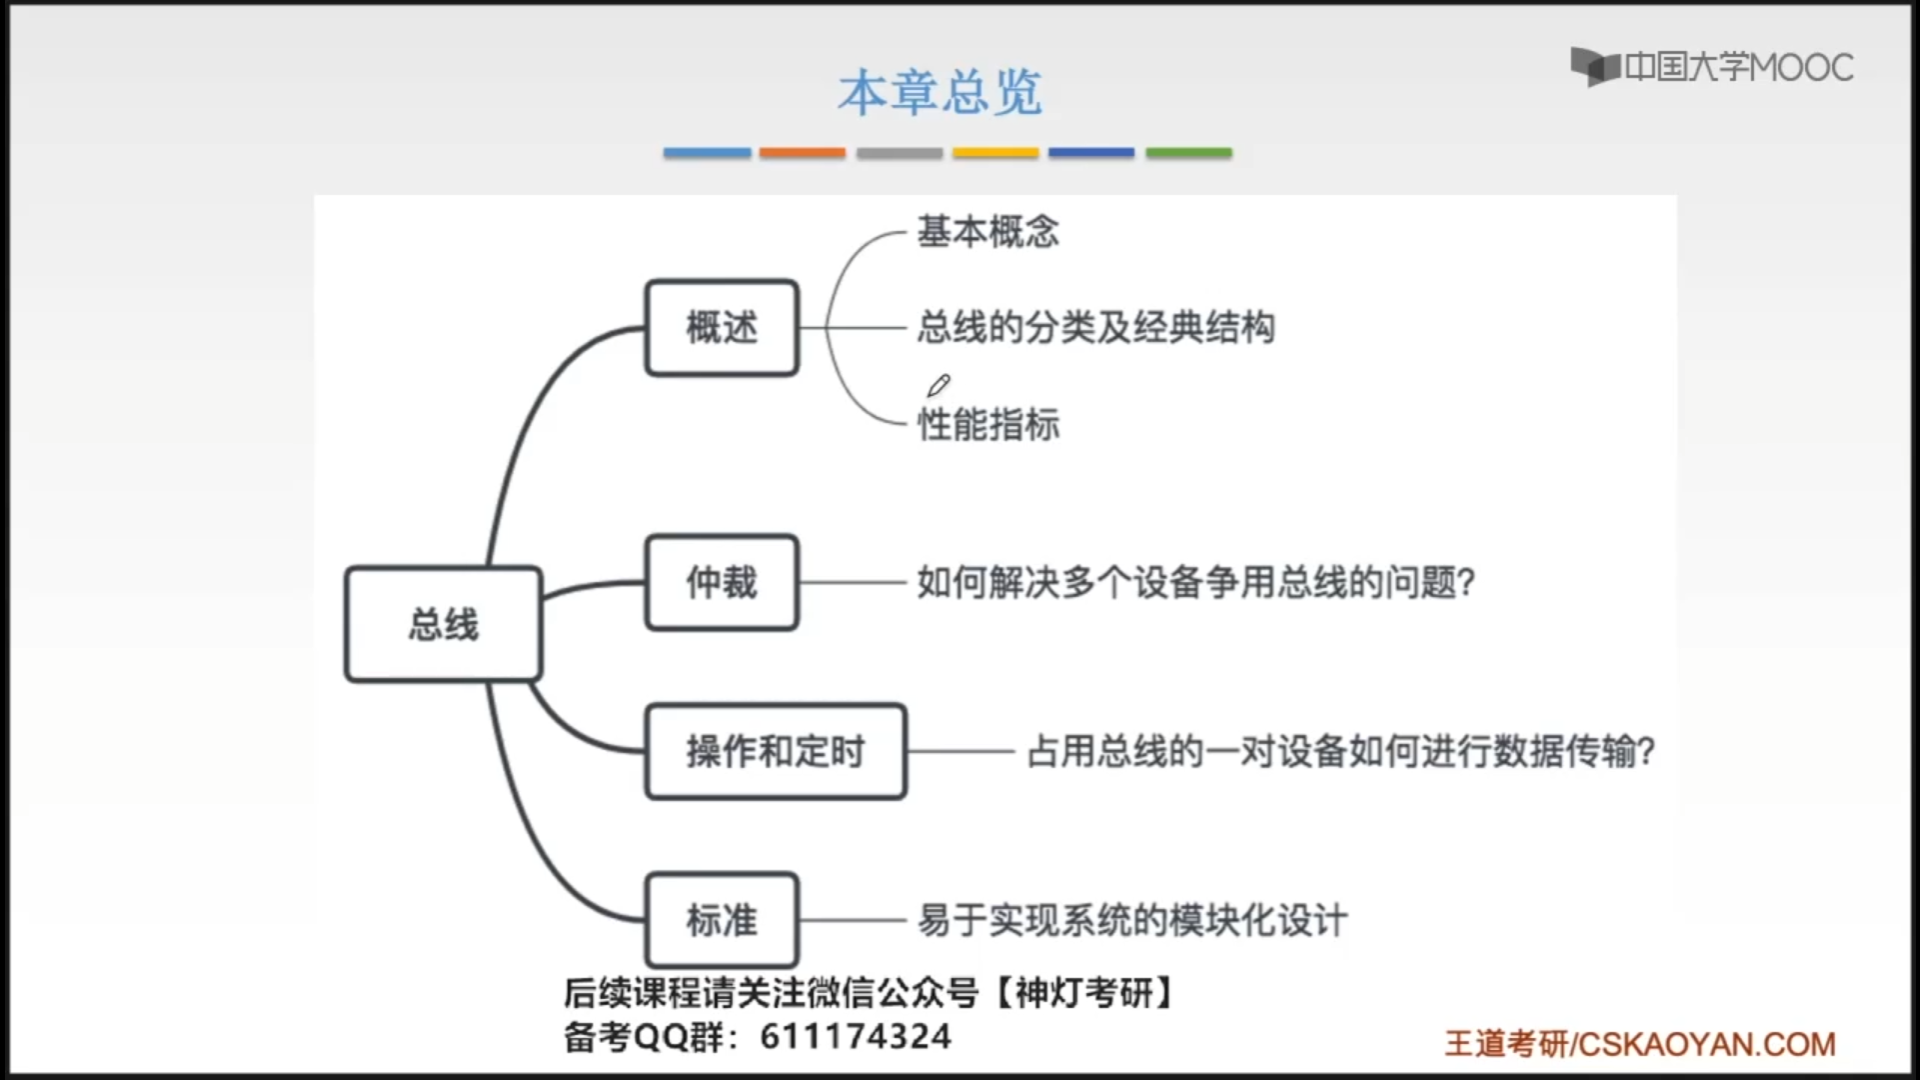 中国大学MOOC
本章总览
基本概念
概述
总线的分类及经典结构
性能指标
仲裁
如何解决多个设备争用总线的问题?
总线
操作和定时
占用总线的一对设备如何进行数据传输?
标准
易于实现系统的模块化设计
后续课程请关注微信公众号【神灯考研】
备考QQ群：611174324
王道考研/CSKAOYAN.COM